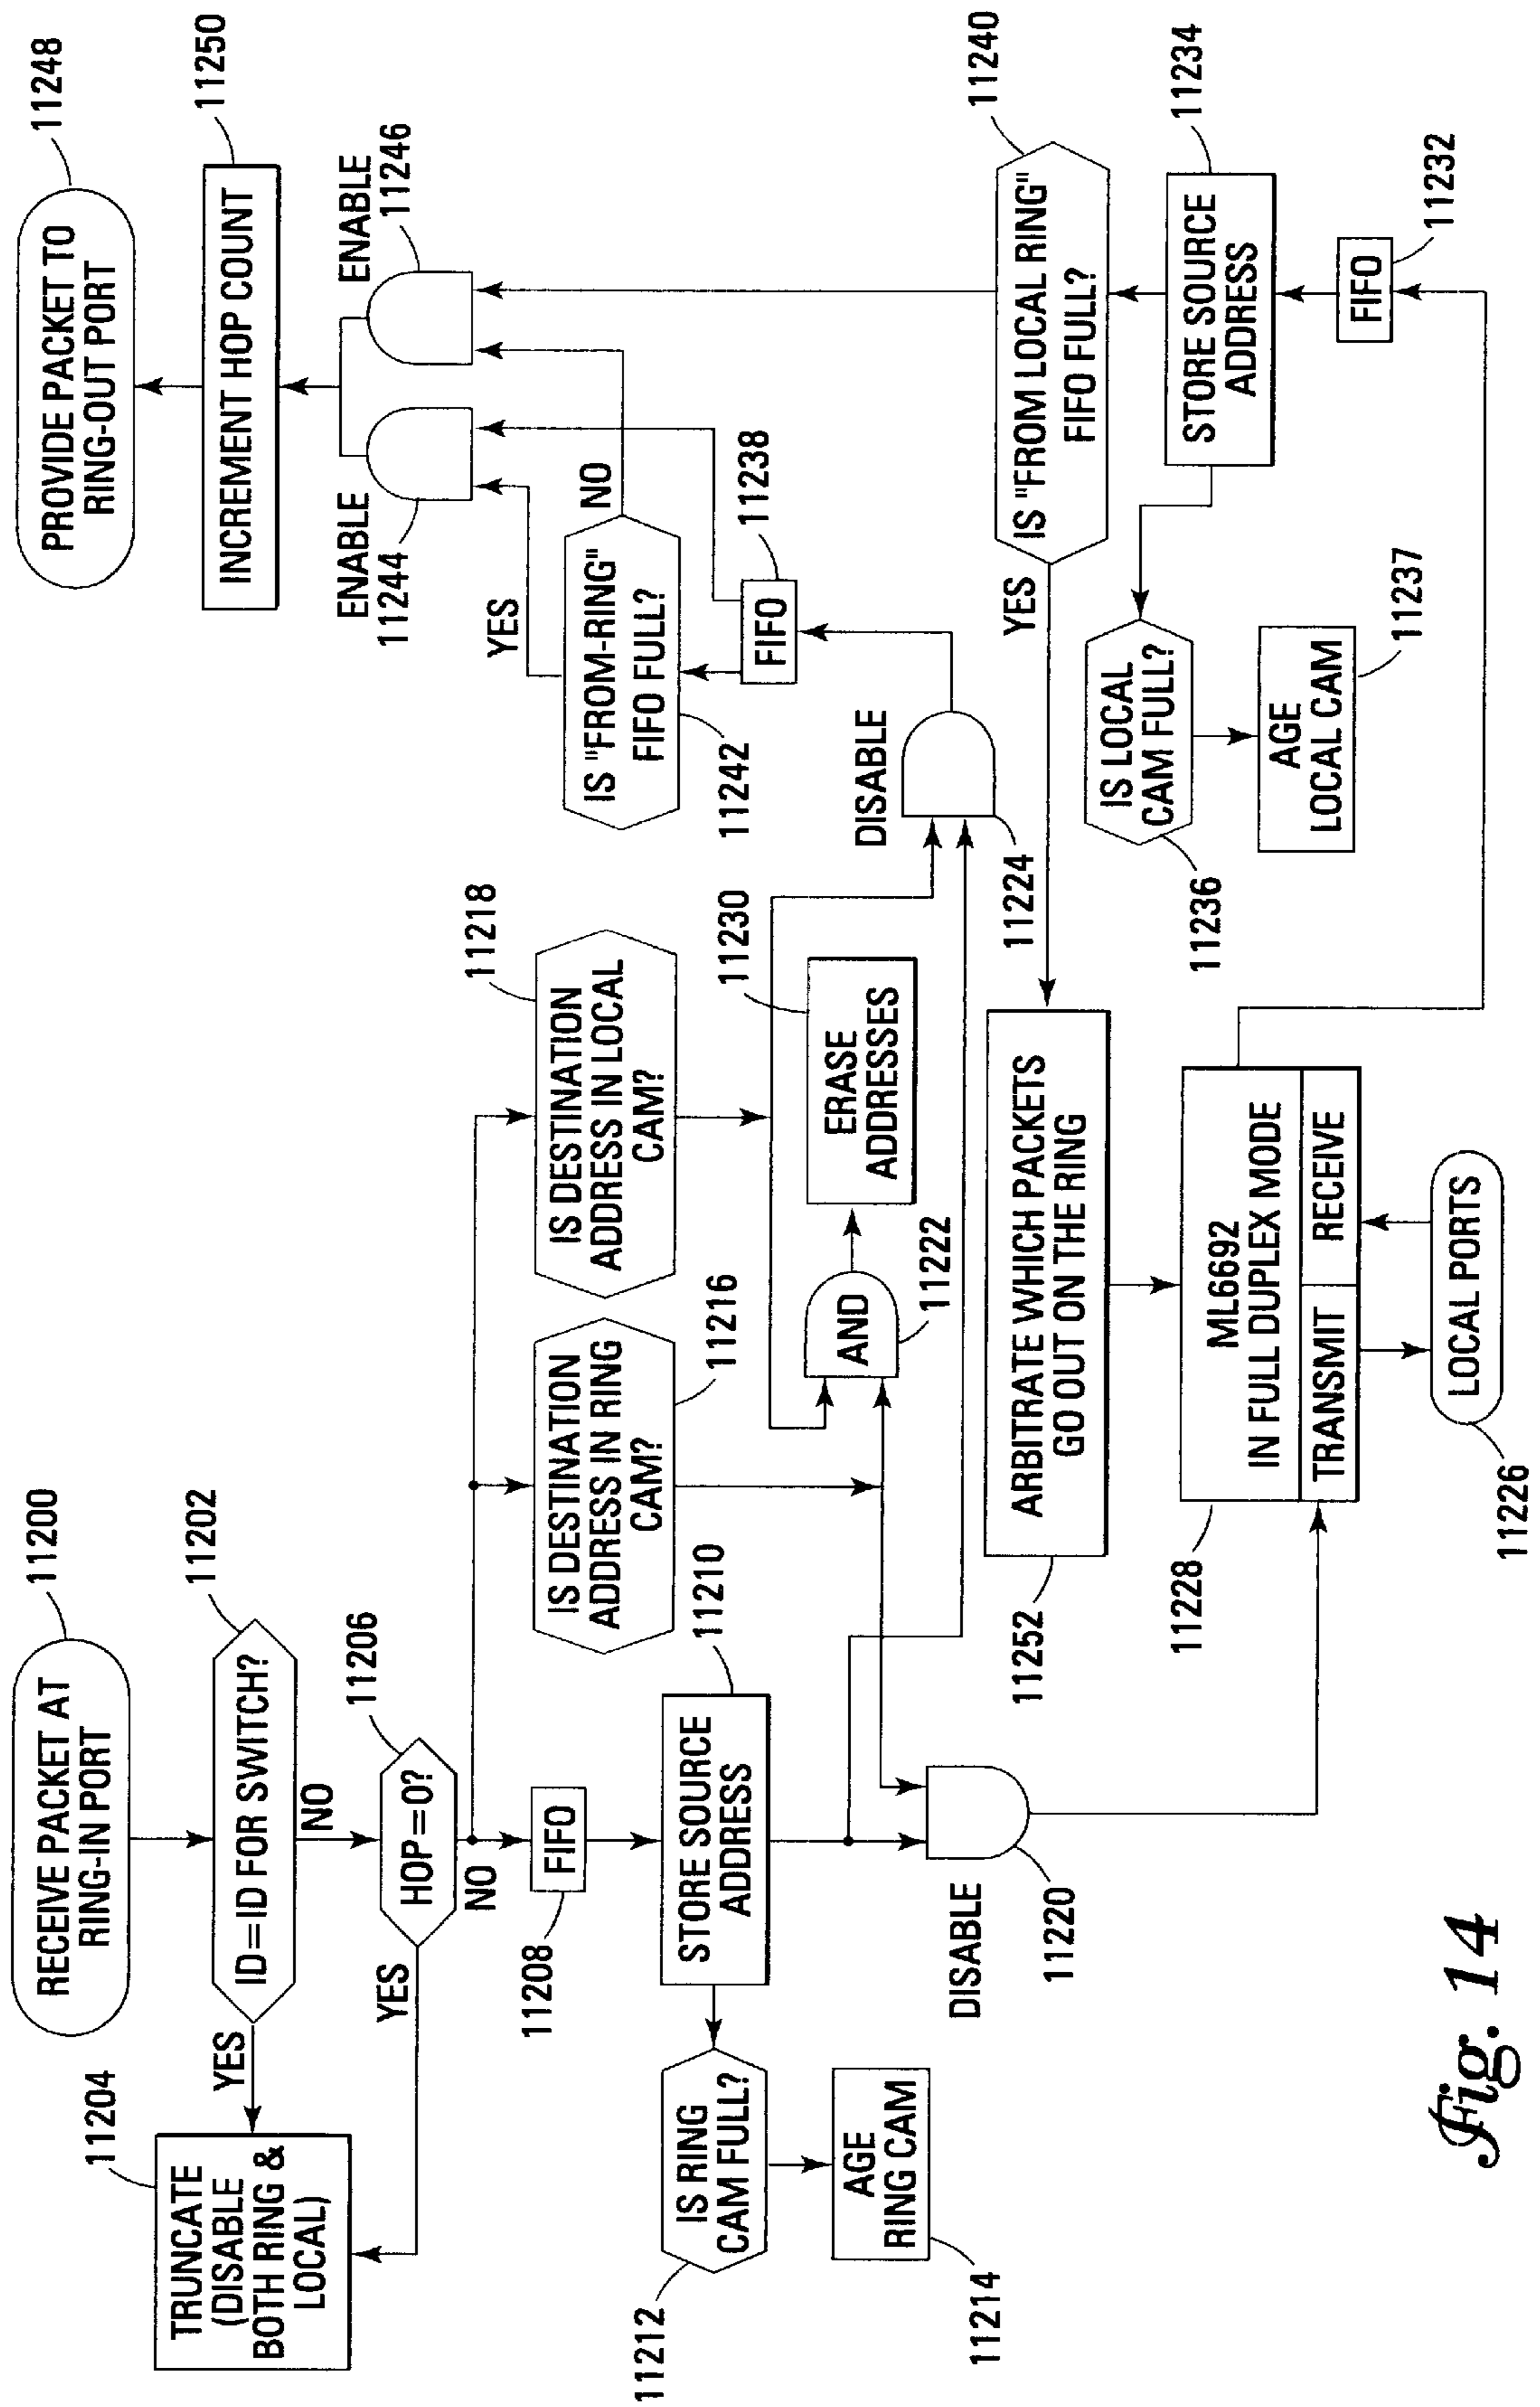 RECEIVE PACKET AT
RING-IN PORT
11200
ID=ID FOR SWITCH?
11202
YES
NO
TRUNCATE
(DISABLE
BOTH RING &
LOCAL)
11204
HOP=0?
11206
YES
NO
FIFO
11208
STORE SOURCE
ADDRESS
11210
IS RING
CAM FULL?
11212
AGE
RING CAM
11214
IS DESTINATION
ADDRESS IN RING
CAM?
11216
IS DESTINATION
ADDRESS IN LOCAL
CAM?
11218
DISABLE
11220
AND
11222
ERASE
ADDRESSES
11230
DISABLE
11224
ARBITRATE WHICH PACKETS
GO OUT ON THE RING
11252
ML6692
IN FULL DUPLEX MODE
TRANSMIT
RECEIVE
11228
LOCAL PORTS
11226
PROVIDE PACKET TO
RING-OUT PORT
11248
INCREMENT HOP COUNT
11250
ENABLE
11244
ENABLE
11246
YES
NO
IS "FROM-RING"
FIFO FULL?
11242
FIFO
11238
IS "FROM LOCAL RING"
FIFO FULL?
11240
YES
STORE SOURCE
ADDRESS
11234
FIFO
11232
IS LOCAL
CAM FULL?
11236
AGE
LOCAL CAM
11237
Fig. 14